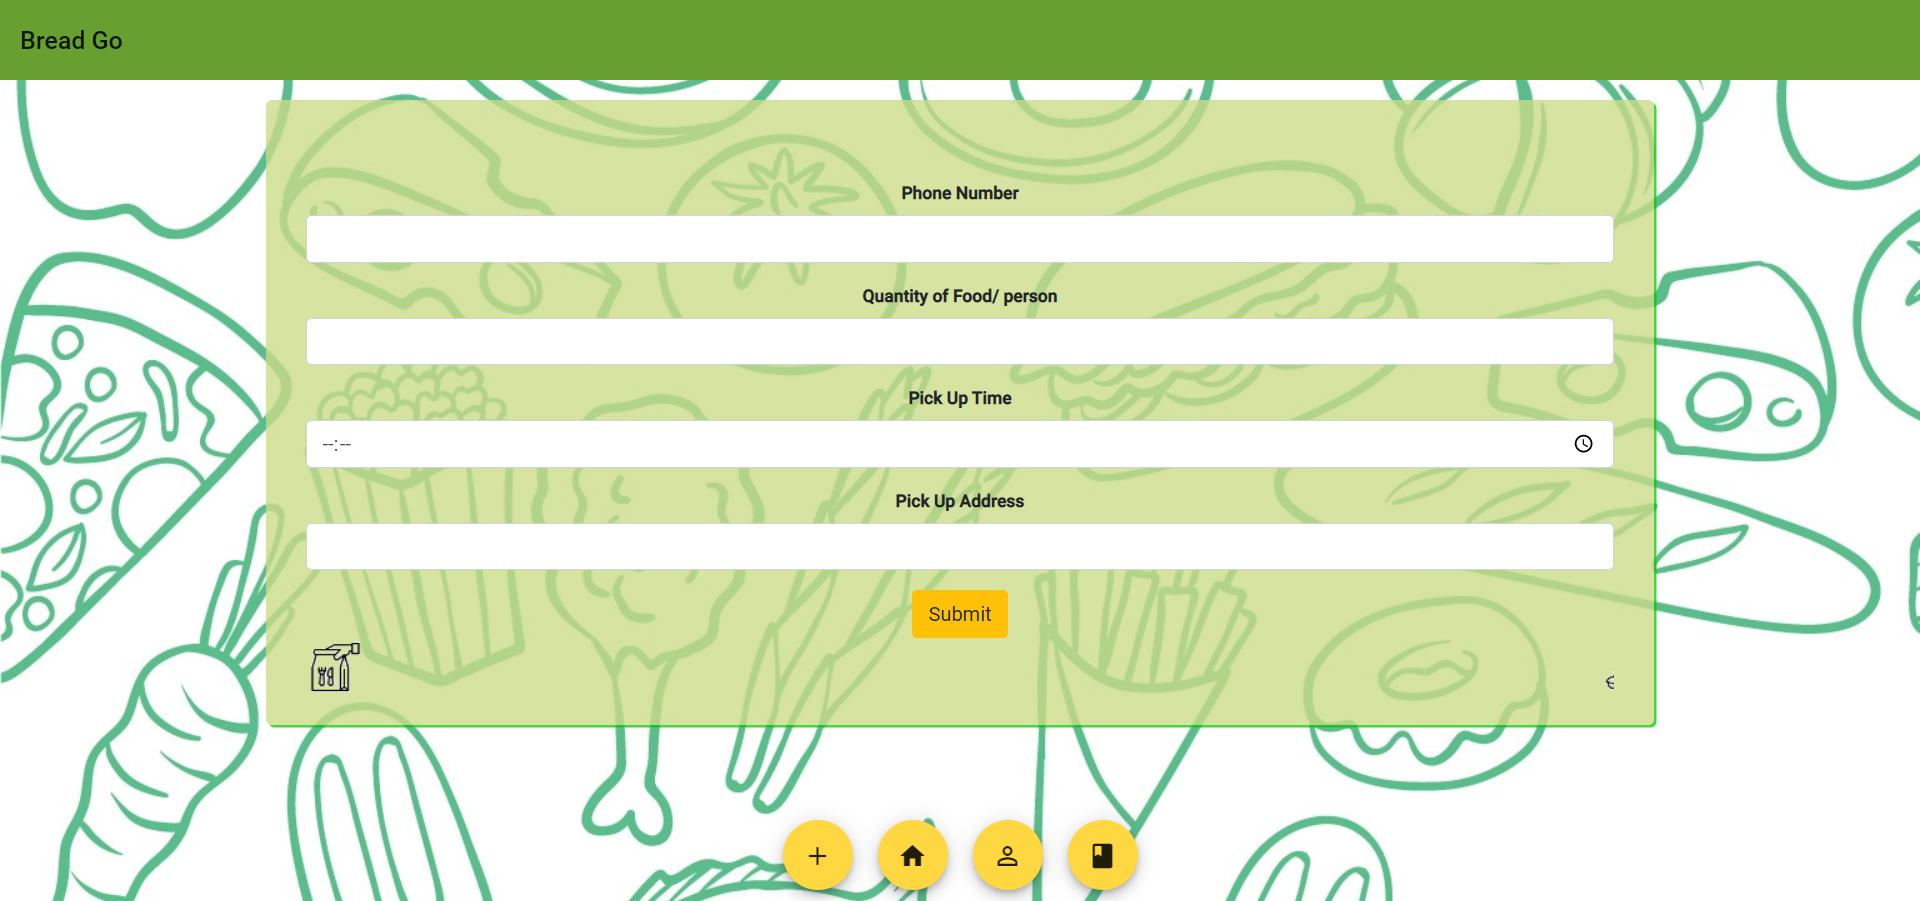 Bread Go
Phone Number
Quantity of Food/ person
Pick Up Time
--:--
Pick Up Address
Submit